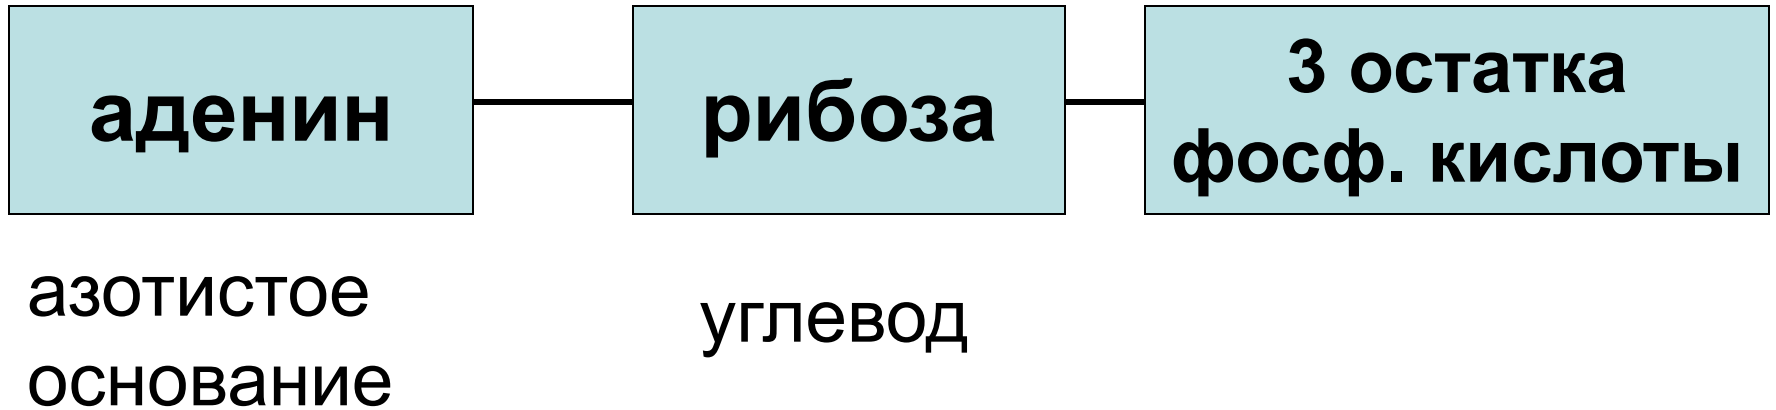 аденин
рибоза
3 остатка
фосф. кислоты
азотистое
основание
углевод